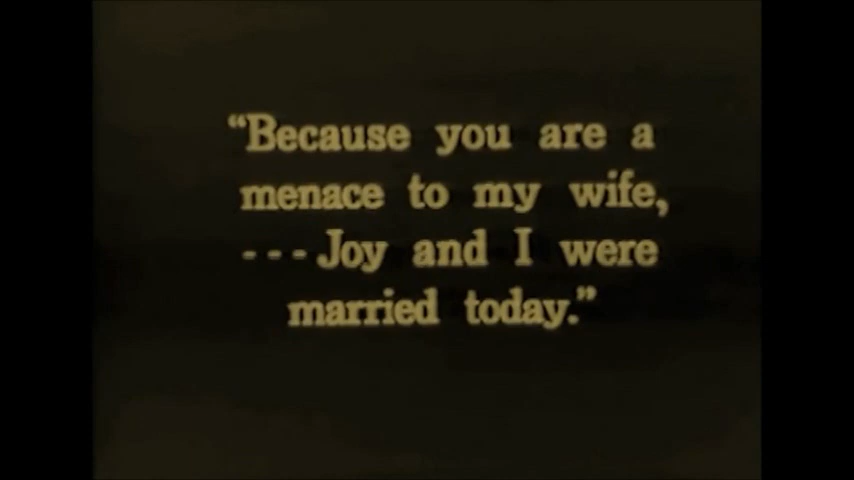 “Because you are a
menace to my wife,
---Joy and I were
married today.”